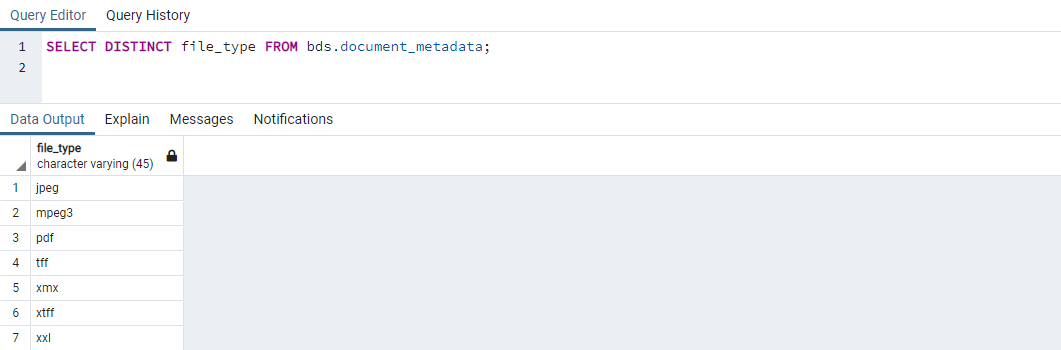 Query Editor Query History
1 SELECT DISTINCT file_type FROM bds.document_metadata;
2
Data Output Explain Messages Notifications
file_type
character varying (45)
1 jpeg
2 mpeg3
3 pdf
4 tff
5 xmx
6 xtff
7 xxl